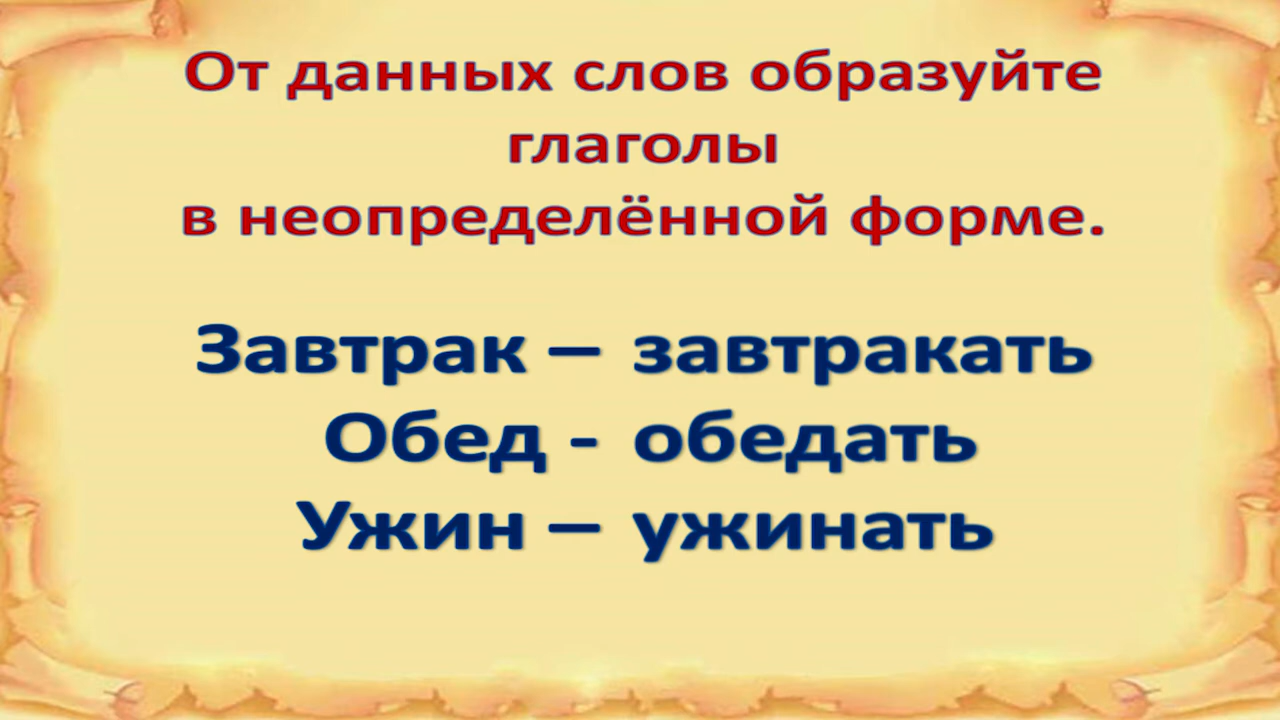 От данных слов образуйте
глаголы
в неопределённой форме.
Завтрак – завтракать
Обед - обедать
Ужин – ужинать